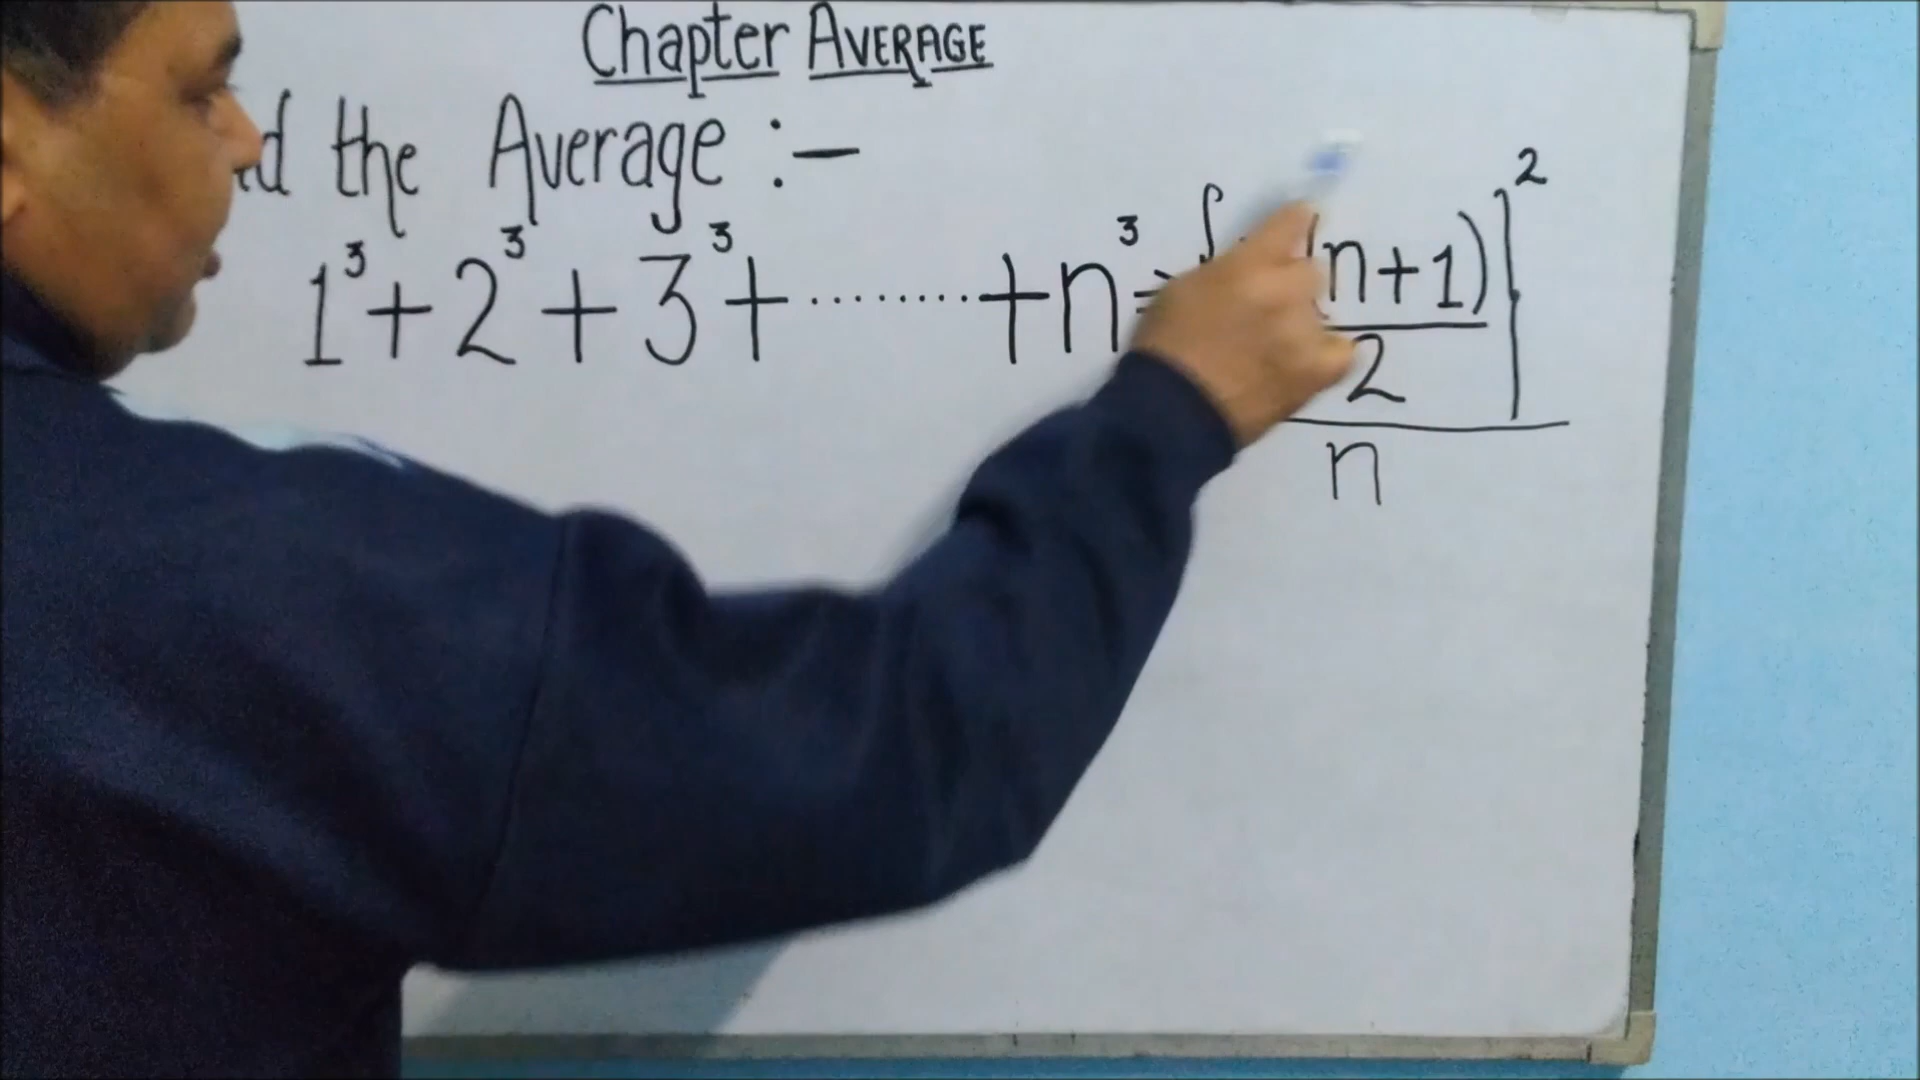 Chapter AVERAGE
the Average :-
1³+2³+3³+ ......... +n³= [(n+1)/2]²
n